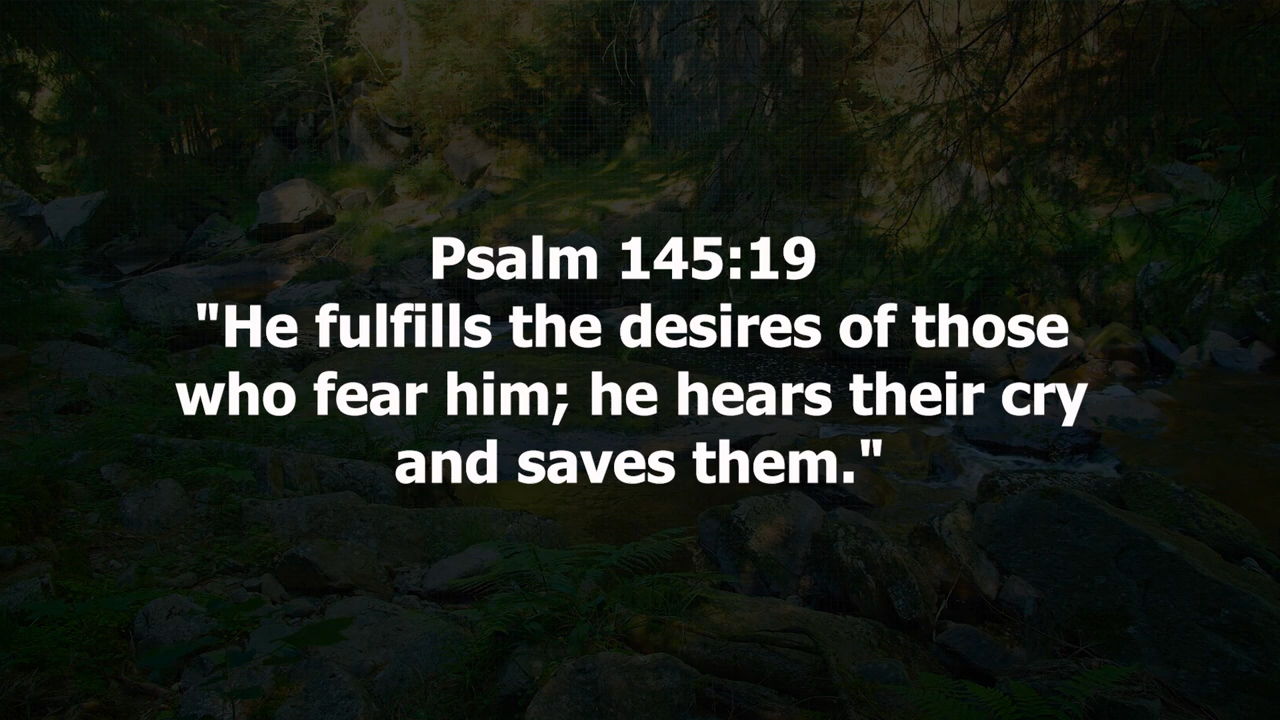 Psalm 145:19
"He fulfills the desires of those
who fear him; he hears their cry
and saves them."